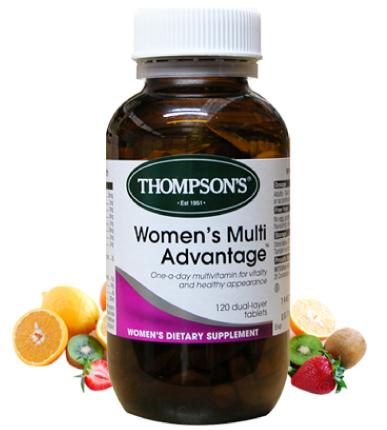 THOMPSON'S
• Est 1951 •
Women's Multi
Advantage™
One-a-day multivitamin for vitality
and healthy appearance
120 dual-layer
tablets
WOMEN'S DIETARY SUPPLEMENT